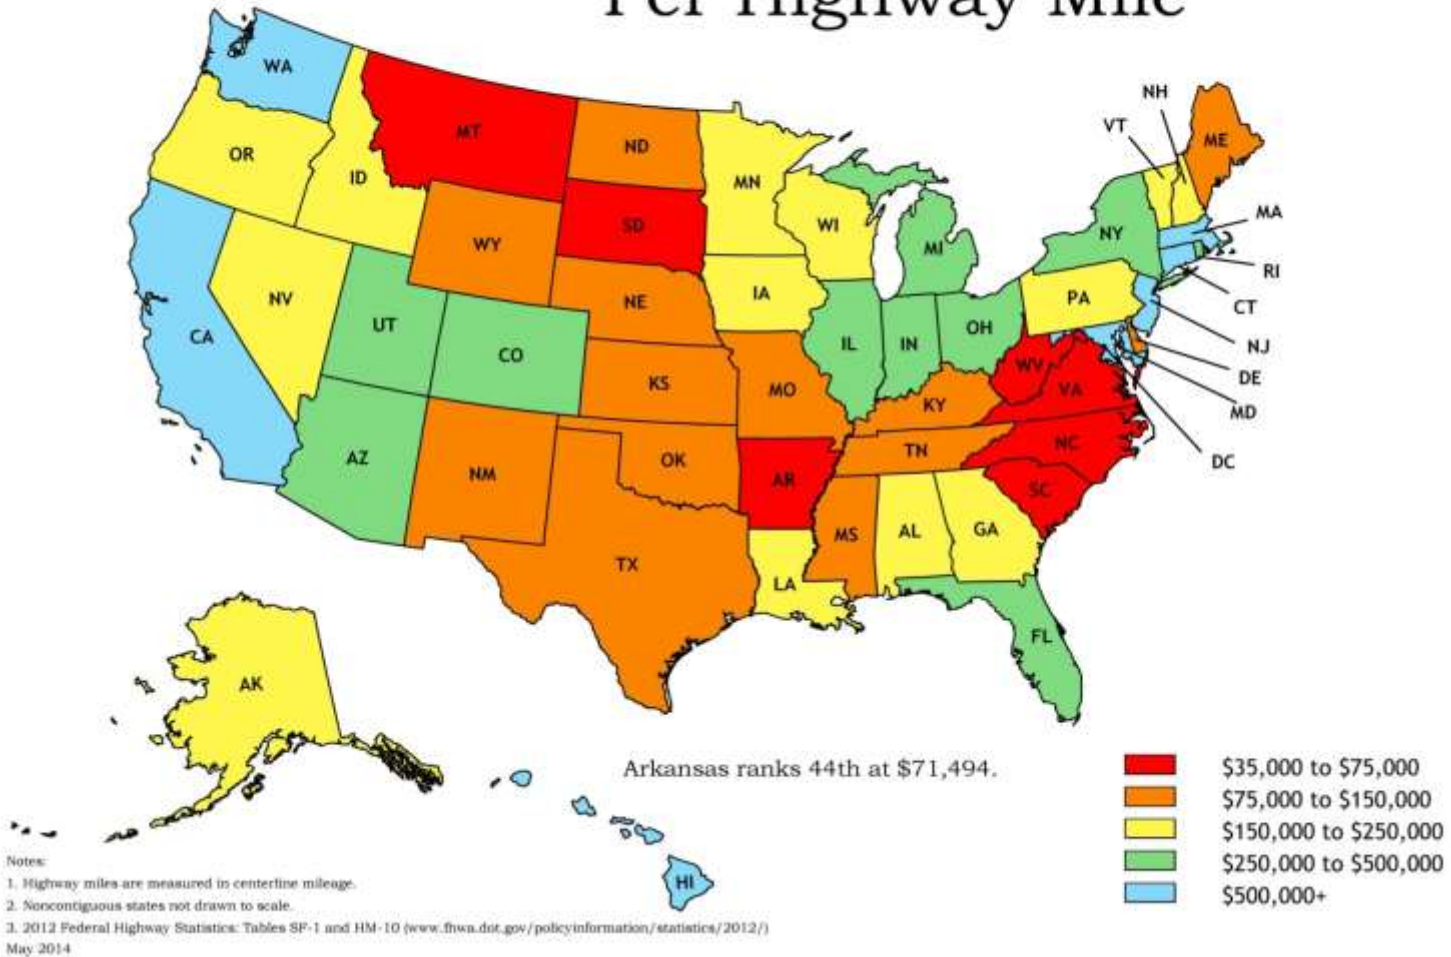 Per Highway Mile
WA
MT
ND
OR
ID
MN
SD
WY
WI
MI
NY
VT
NH
ME
MA
RI
CT
NJ
DE
MD
DC
NV
UT
CO
NE
IA
IL
IN
OH
PA
CA
KS
MO
KY
WV
VA
AZ
NM
OK
AR
TN
NC
SC
TX
LA
MS
AL
GA
FL
AK
HI
Arkansas ranks 44th at $71,494.
$35,000 to $75,000
$75,000 to $150,000
$150,000 to $250,000
$250,000 to $500,000
$500,000+
Notes:
1. Highway miles are measured in centerline mileage.
2. Noncontiguous states not drawn to scale.
3. 2012 Federal Highway Statistics: Tables SF-1 and HM-10 (www.fhwa.dot.gov/policyinformation/statistics/2012/)
May 2014